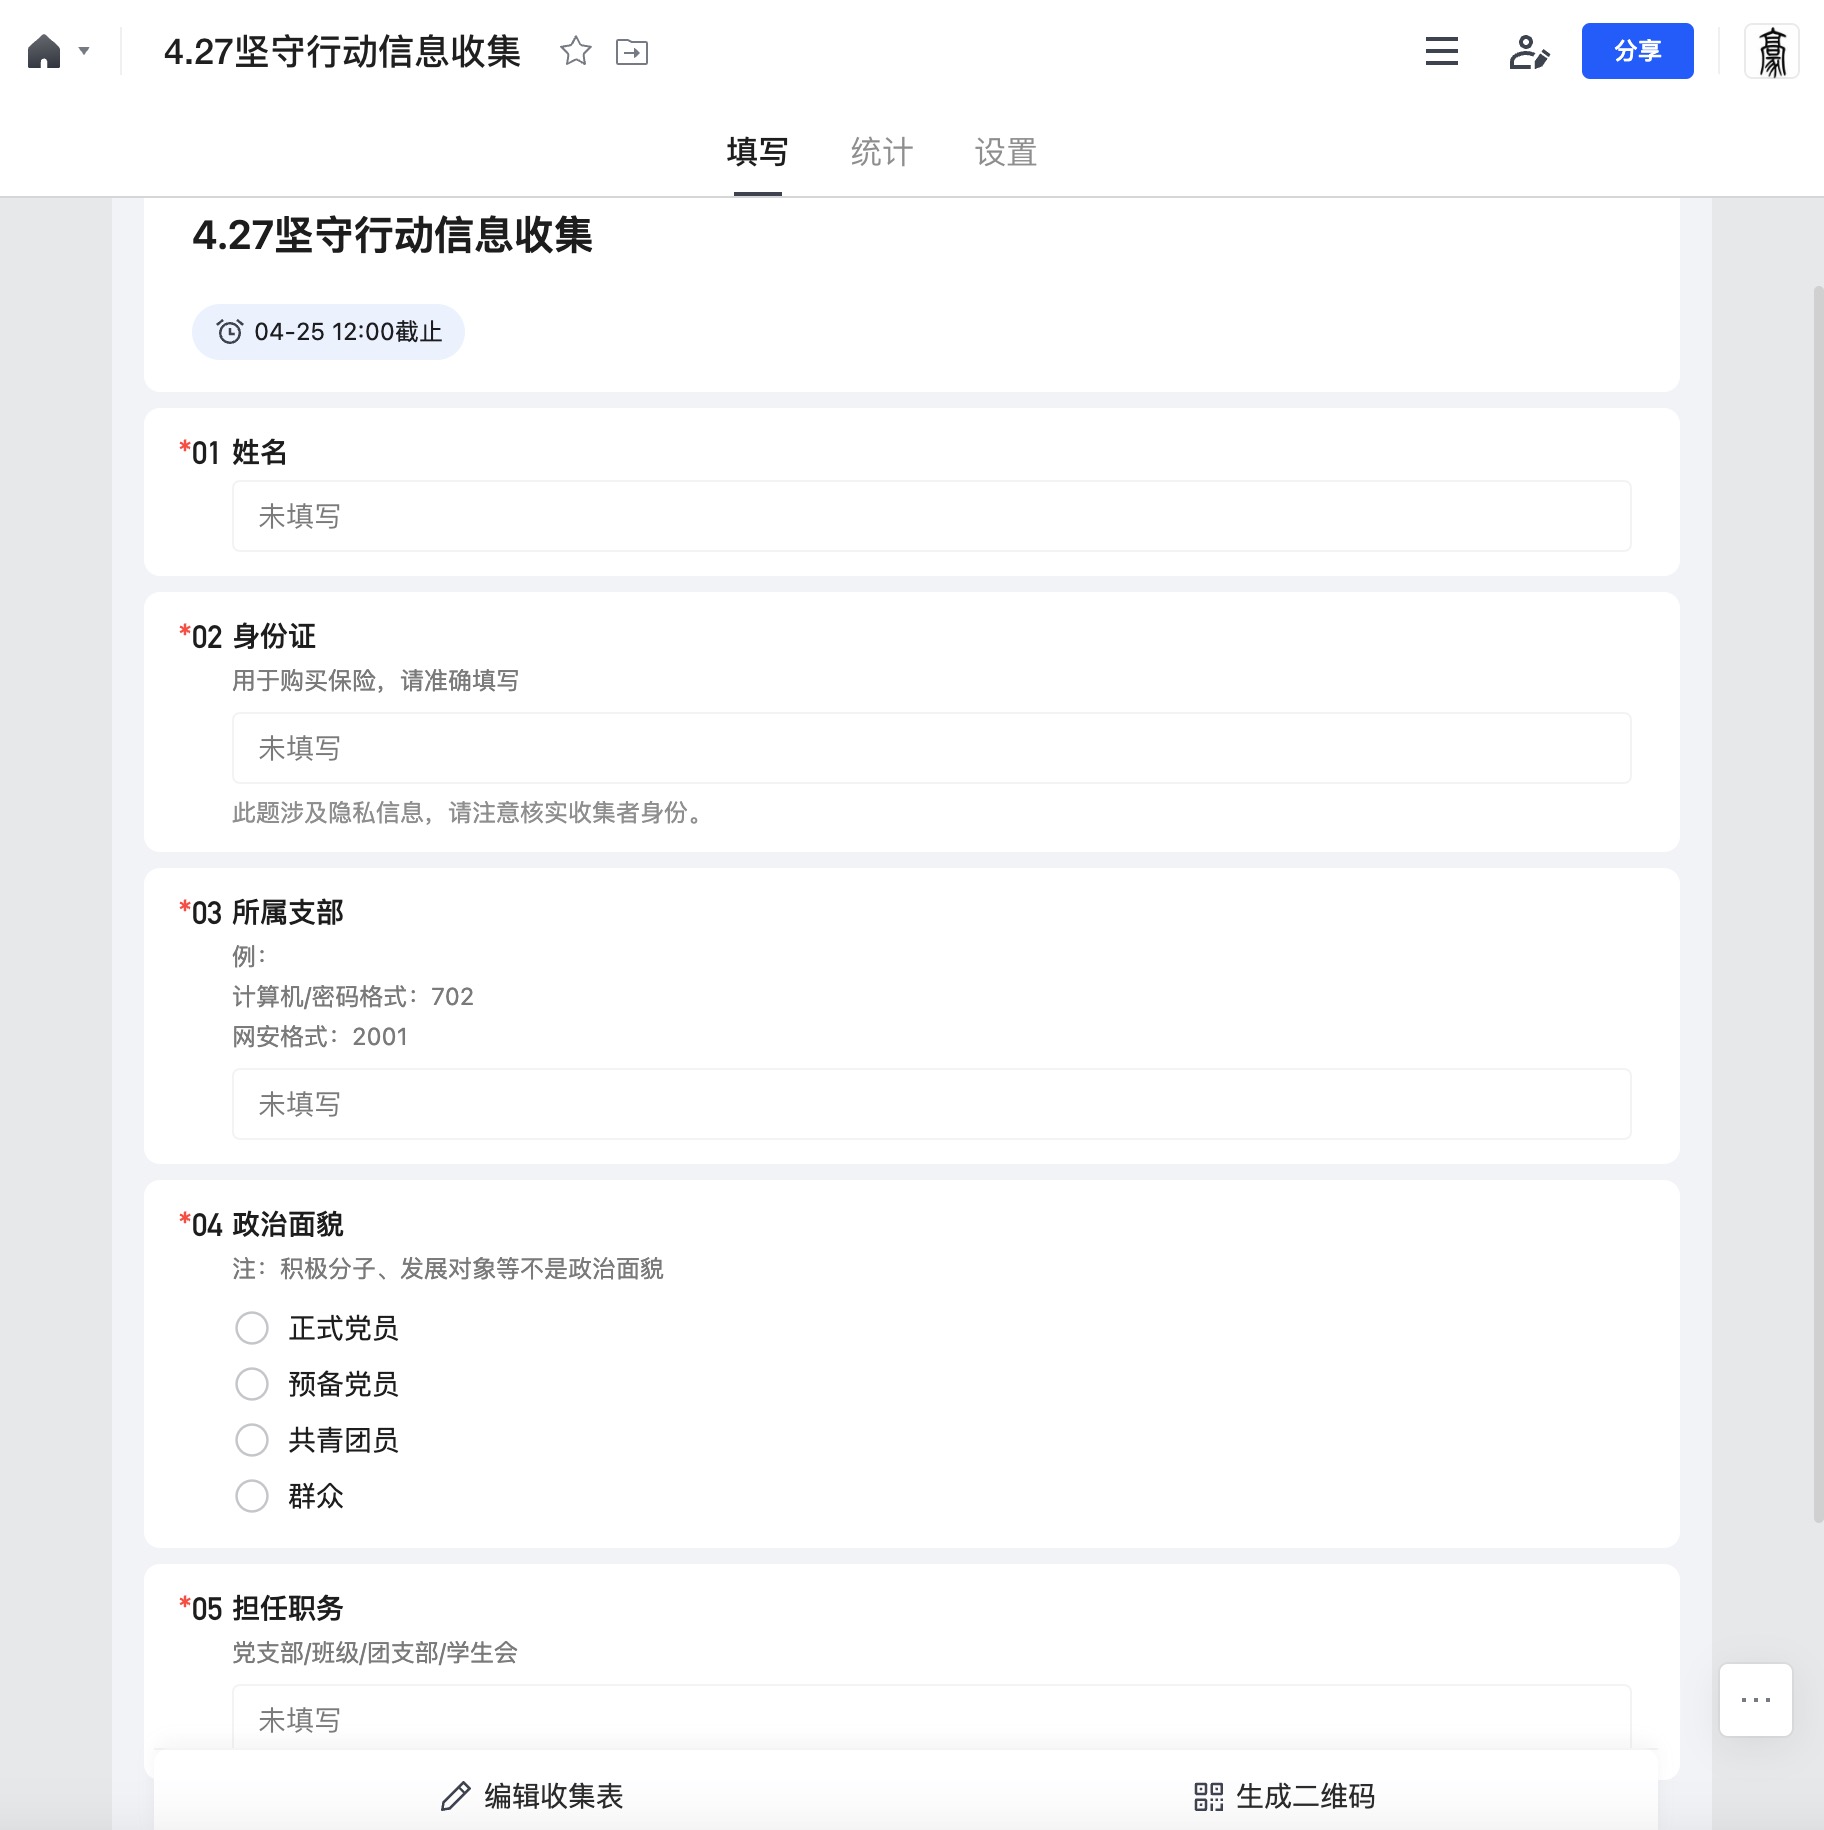 4.27坚守行动信息收集
分享
填写
统计
设置
4.27坚守行动信息收集
04-25 12:00截止
*01 姓名
未填写
*02 身份证
用于购买保险，请准确填写
未填写
此题涉及隐私信息，请注意核实收集者身份。
*03 所属支部
例：
计算机/密码格式：702
网安格式：2001
未填写
*04 政治面貌
注：积极分子、发展对象等不是政治面貌
正式党员
预备党员
共青团员
群众
*05 担任职务
党支部/班级/团支部/学生会
未填写
编辑收集表
生成二维码